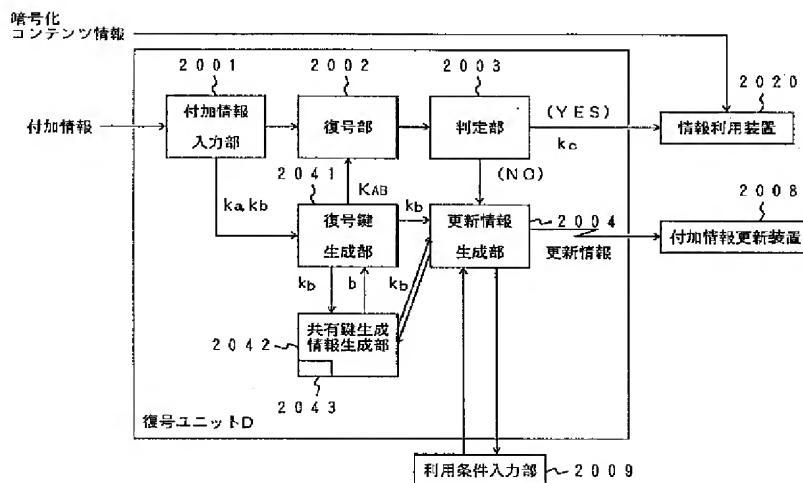 暗号化
コンテンツ情報
2001
2002
2003
2020
付加情報
付加情報
入力部
復号部
判定部
(YES)
kc
情報利用装置
2041
KAB
(NO)
2008
ka,kb
復号鍵
生成部
kb
更新情報
生成部
2004
更新情報
付加情報更新装置
kb
b
kb
共有鍵生成
情報生成部
2042
2043
復号ユニットD
利用条件入力部
2009